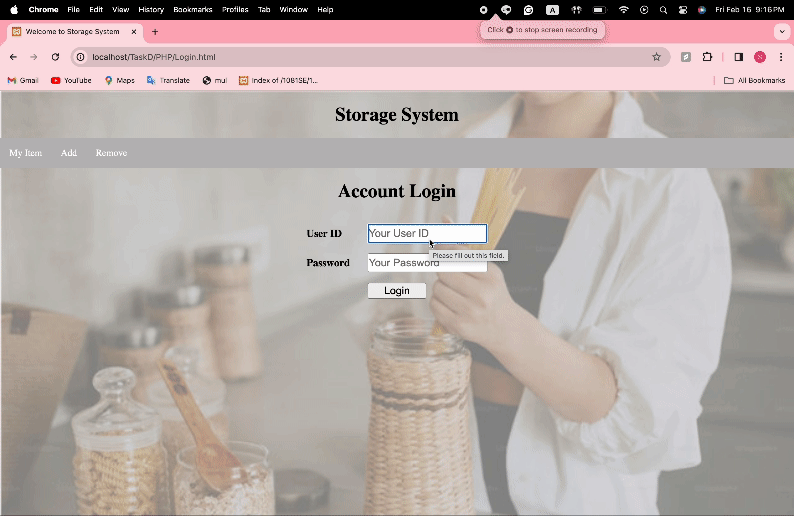 Chrome File Edit View History Bookmarks Profiles Tab Window Help
A
Fri Feb 16 9:16 PM
Welcome to Storage System
Click to stop screen recording
localhost/TaskD/PHP/Login.html
S
Gmail YouTube Maps Translate mui Index of /1081SE/1... All Bookmarks
Storage System
My Item Add Remove
Account Login
User ID Your User ID
Please fill out this field.
Password Your Password
Login